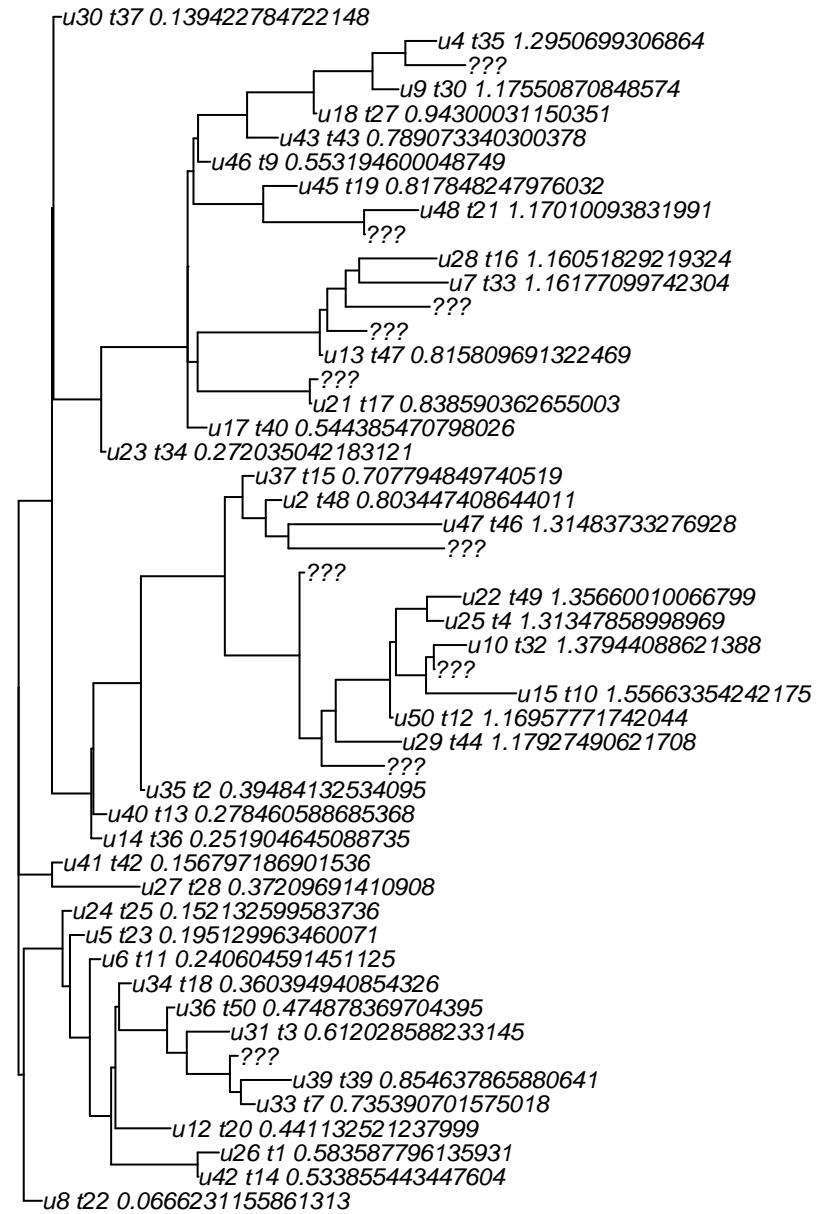 u30 t37 0.139422784722148
u4 t35 1.2950699306864
???
u9 t30 1.17550870848574
u18 t27 0.94300031150351
u43 t43 0.789073340300378
u46 t9 0.553194600048749
u45 t19 0.817848247976032
u48 t21 1.17010093831991
???
u28 t16 1.16051829219324
u7 t33 1.16177099742304
???
???
u13 t47 0.815809691322469
???
u21 t17 0.838590362655003
u17 t40 0.544385470798026
u23 t34 0.272035042183121
u37 t15 0.707794849740519
u2 t48 0.803447408644011
u47 t46 1.31483733276928
???
???
u22 t49 1.35660010066799
u25 t4 1.31347858998969
u10 t32 1.37944088621388
???
u15 t10 1.55663354242175
u50 t12 1.16957771742044
u29 t44 1.17927490621708
???
u35 t2 0.39484132534095
u40 t13 0.278460588685368
u14 t36 0.251904645088735
u41 t42 0.156797186901536
u27 t28 0.37209691410908
u24 t25 0.152132599583736
u5 t23 0.195129963460071
u6 t11 0.240604591451125
u34 t18 0.360394940854326
u36 t50 0.474878369704395
u31 t3 0.612028588233145
???
u39 t39 0.854637865880641
u33 t7 0.735390701575018
u12 t20 0.441132521237999
u26 t1 0.583587796135931
u42 t14 0.533855443447604
u8 t22 0.0666231155861313